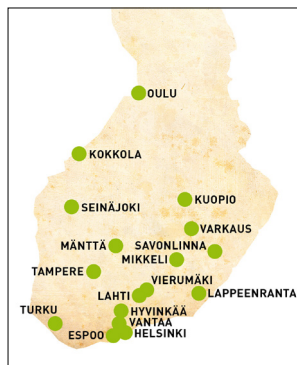 OULU
KOKKOLA
KUOPIO
SEINÄJOKI
VARKAUS
MÄNTTÄ
SAVONLINNA
MIKKELI
TAMPERE
VIERUMÄKI
LAHTI
LAPPEENRANTA
TURKU
HYVINKÄÄ
VANTAA
ESPOO
HELSINKI